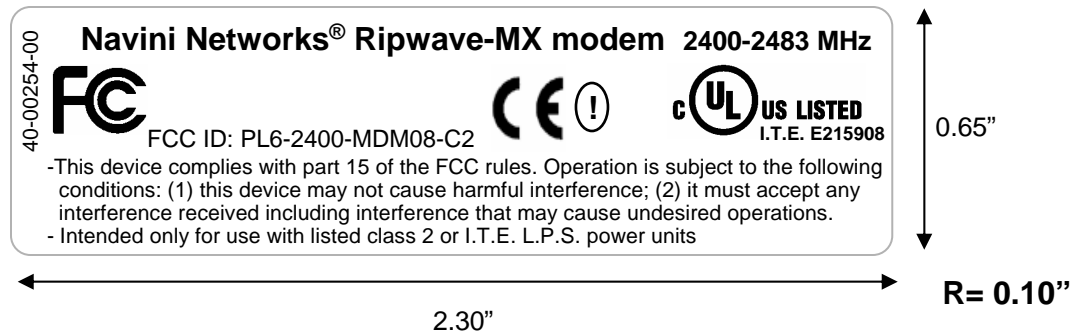 40-00254-00
Navini Networks® Ripwave-MX modem 2400-2483 MHz
FC
CE !
C UL US LISTED
I.T.E. E215908
FCC ID: PL6-2400-MDM08-C2
-This device complies with part 15 of the FCC rules. Operation is subject to the following
conditions: (1) this device may not cause harmful interference; (2) it must accept any
interference received including interference that may cause undesired operations.
- Intended only for use with listed class 2 or I.T.E. L.P.S. power units
0.65”
2.30”
R= 0.10”